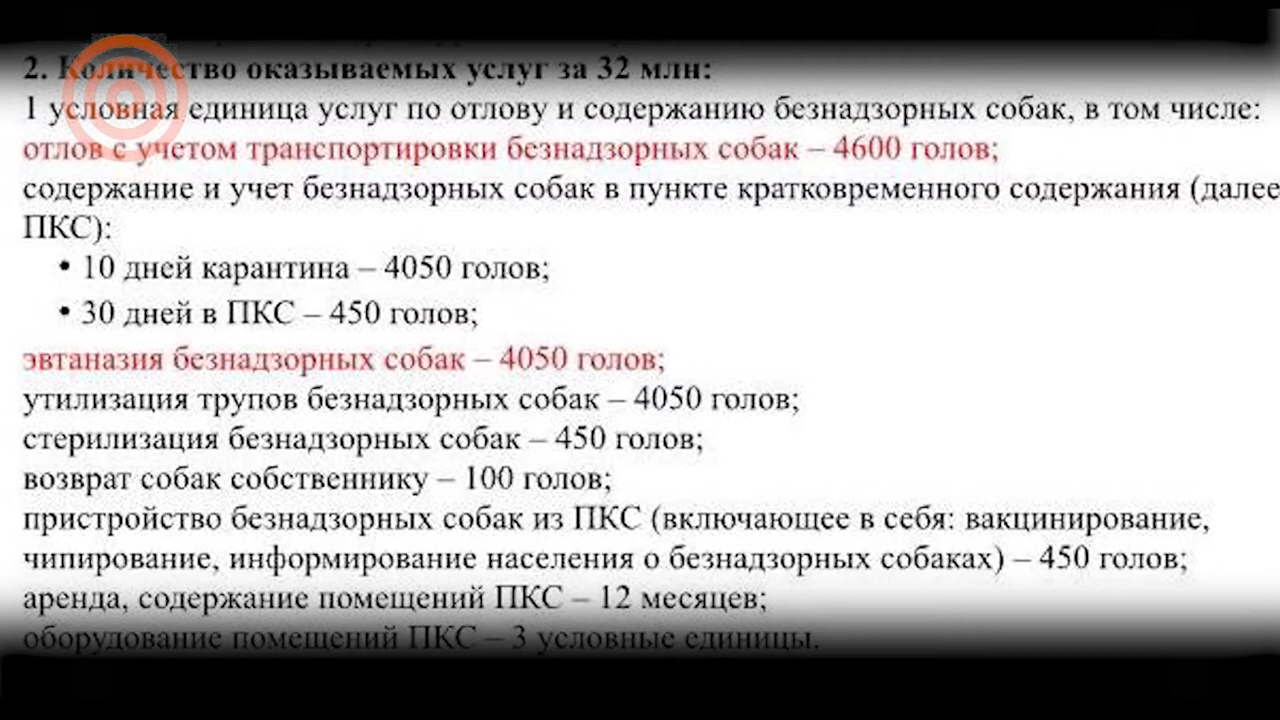 2. Количество оказываемых услуг за 32 млн:
1 условная единица услуг по отлову и содержанию безнадзорных собак, в том числе:
отлов с учетом транспортировки безнадзорных собак – 4600 голов;
содержание и учет безнадзорных собак в пункте кратковременного содержания (далее
ПКС):
• 10 дней карантина – 4050 голов;
• 30 дней в ПКС – 450 голов;
эвтаназия безнадзорных собак – 4050 голов;
утилизация трупов безнадзорных собак – 4050 голов;
стерилизация безнадзорных собак – 450 голов;
возврат собак собственнику – 100 голов;
пристройство безнадзорных собак из ПКС (включающее в себя: вакцинирование,
чипирование, информирование населения о безнадзорных собаках) – 450 голов;
аренда, содержание помещений ПКС – 12 месяцев;
оборудование помещений ПКС – 3 условные единицы.